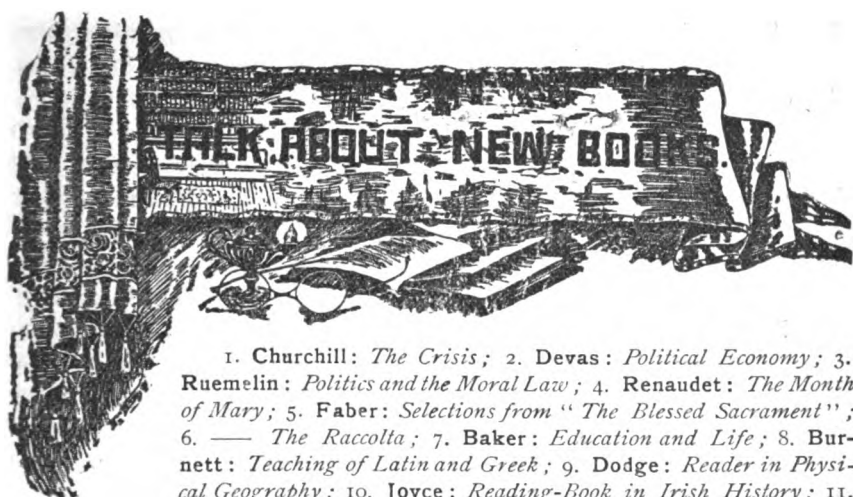 TALK ABOUT NEW BOOKS.
1. Churchill: The Crisis; 2. Devas: Political Economy; 3.
Ruemelin: Politics and the Moral Law; 4. Renaudet: The Month
of Mary; 5. Faber: Selections from "The Blessed Sacrament";
6. —— The Raccolta; 7. Baker: Education and Life; 8. Bur-
nett: Teaching of Latin and Greek; 9. Dodge: Reader in Physi-
cal Geography; 10. Joyce: Reading-Book in Irish History; 11.